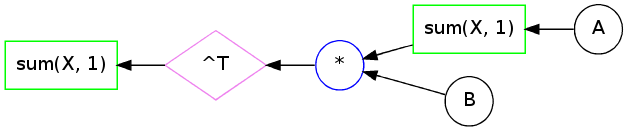 sum(X, 1)
^T
*
sum(X, 1)
A
B